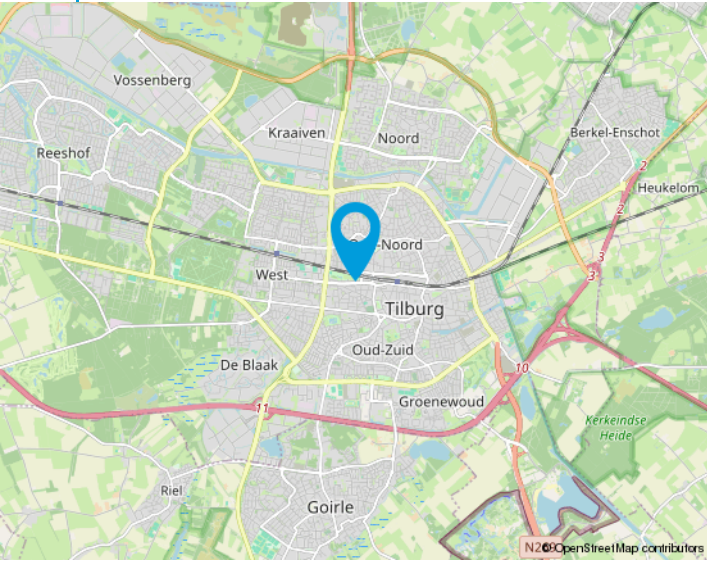 Vossenberg
Kraaiven
Noord
Berkel-Enschot
Reeshof
2
Heukelom
2
-Noord
3
3
West
Tilburg
Oud-Zuid
De Blaak
10
Groenewoud
11
Kerkeindse
Heide
Riel
Goirle
© OpenStreetMap contributors